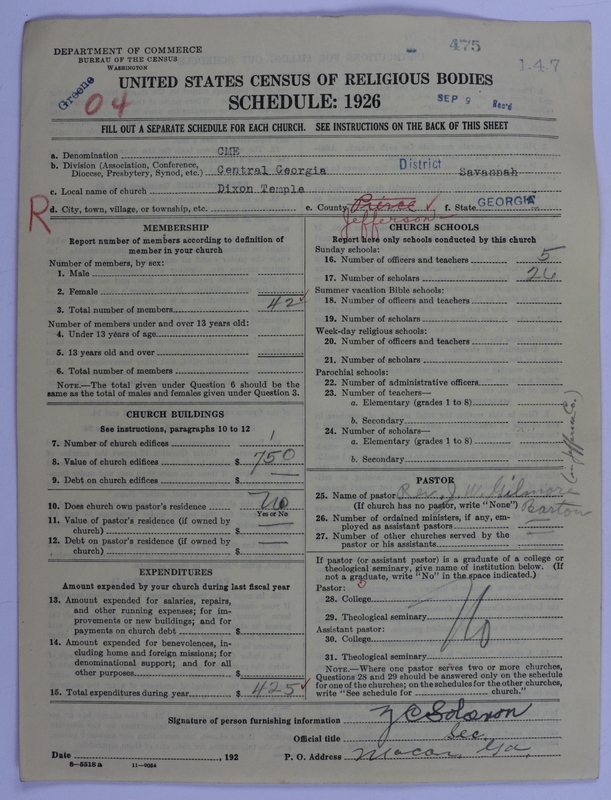 DEPARTMENT OF COMMERCE
BUREAU OF THE CENSUS
WASHINGTON
475
147
Greene
04
UNITED STATES CENSUS OF RELIGIOUS BODIES
SCHEDULE: 1926
SEP 9 Rec'd
FILL OUT A SEPARATE SCHEDULE FOR EACH CHURCH. SEE INSTRUCTIONS ON THE BACK OF THIS SHEET
a. Denomination CME
b. Division (Association, Conference, Diocese, Presbytery, Synod, etc.) Central Georgia District Savannah
c. Local name of church Dixon Temple
R
d. City, town, village, or township, etc. e. County Pierce Jefferson f. State GEORGIA
MEMBERSHIP
Report number of members according to definition of
member in your church
Number of members, by sex:
1. Male
2. Female
3. Total number of members 42
Number of members under and over 13 years old:
4. Under 13 years of age
5. 13 years old and over
6. Total number of members
NOTE.—The total given under Question 6 should be
same as the total of males and females given under Question 3.
CHURCH BUILDINGS
See instructions, paragraphs 10 to 12
7. Number of church edifices 1
8. Value of church edifices $ 750
9. Debt on church edifices $
10. Does church own pastor's residence No
Yes or No
11. Value of pastor's residence (if owned by
church) $
12. Debt on pastor's residence (if owned by
church) $
EXPENDITURES
Amount expended by your church during last fiscal year
13. Amount expended for salaries, repairs,
and other running expenses; for im-
provements or new buildings; and for
payments on church debt $
14. Amount expended for benevolences, in-
cluding home and foreign missions; for
denominational support; and for all
other purposes $
15. Total expenditures during year $ 425
CHURCH SCHOOLS
Report here only schools conducted by this church
Sunday schools:
16. Number of officers and teachers 5
17. Number of scholars 26
Summer vacation Bible schools:
18. Number of officers and teachers
19. Number of scholars
Week-day religious schools:
20. Number of officers and teachers
21. Number of scholars
Parochial schools:
22. Number of administrative officers
23. Number of teachers—
a. Elementary (grades 1 to 8)
b. Secondary
24. Number of scholars—
a. Elementary (grades 1 to 8)
b. Secondary
(in Jefferson Co.)
PASTOR
25. Name of pastor Rev. J. W. Gilmore
(If church has no pastor, write "None") Barton
26. Number of ordained ministers, if any, em-
ployed as assistant pastors
27. Number of other churches served by the
pastor or his assistants
If pastor (or assistant pastor) is a graduate of a college or
theological seminary, give name of institution below. (If
not a graduate, write "No" in the space indicated.)
Pastor:
28. College
29. Theological seminary
No
Assistant pastor:
30. College
31. Theological seminary
NOTE.—Where one pastor serves two or more churches,
Questions 28 and 29 should be answered only on the schedule
for one of the churches; on the schedules for the other churches,
write "See schedule for church."
Signature of person furnishing information Z C Solomon
Official title Sec.
Date , 192 P. O. Address Macon, Ga.
8-5518 A 11-9064